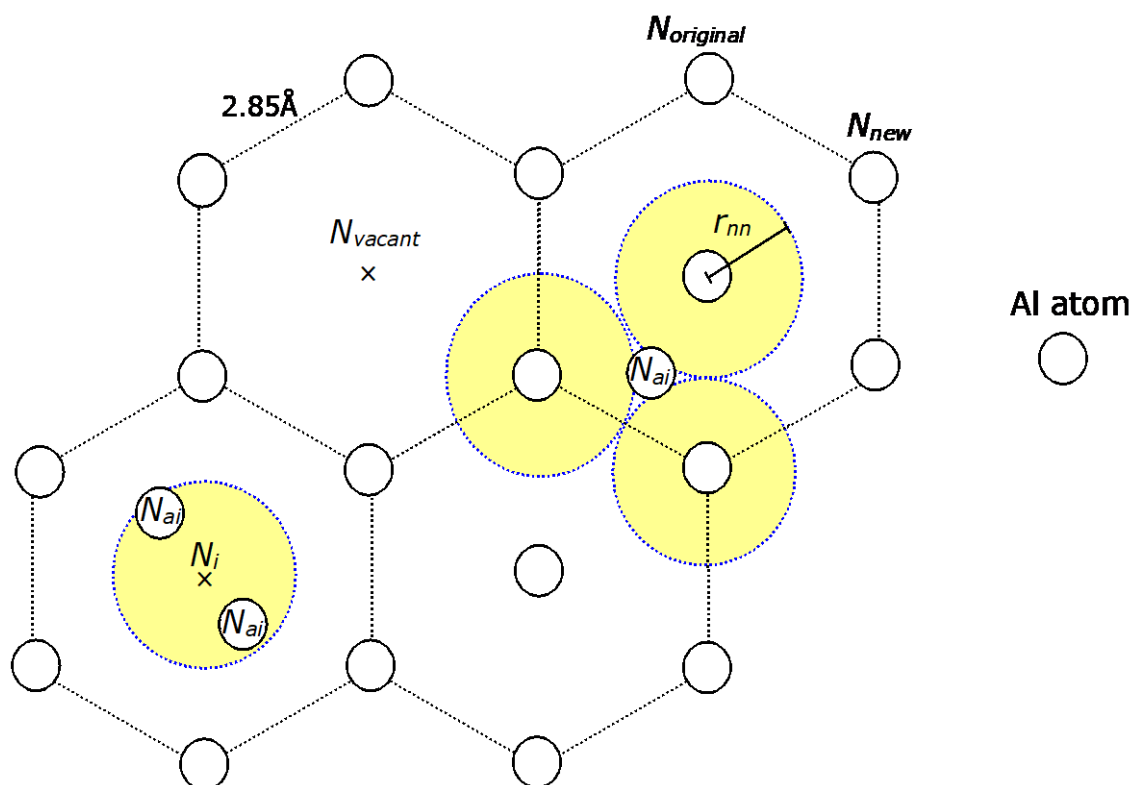 N_original
2.85Å
N_new
N_vacant
r_nn
Al atom
N_ai
N_ai
N_i
N_ai